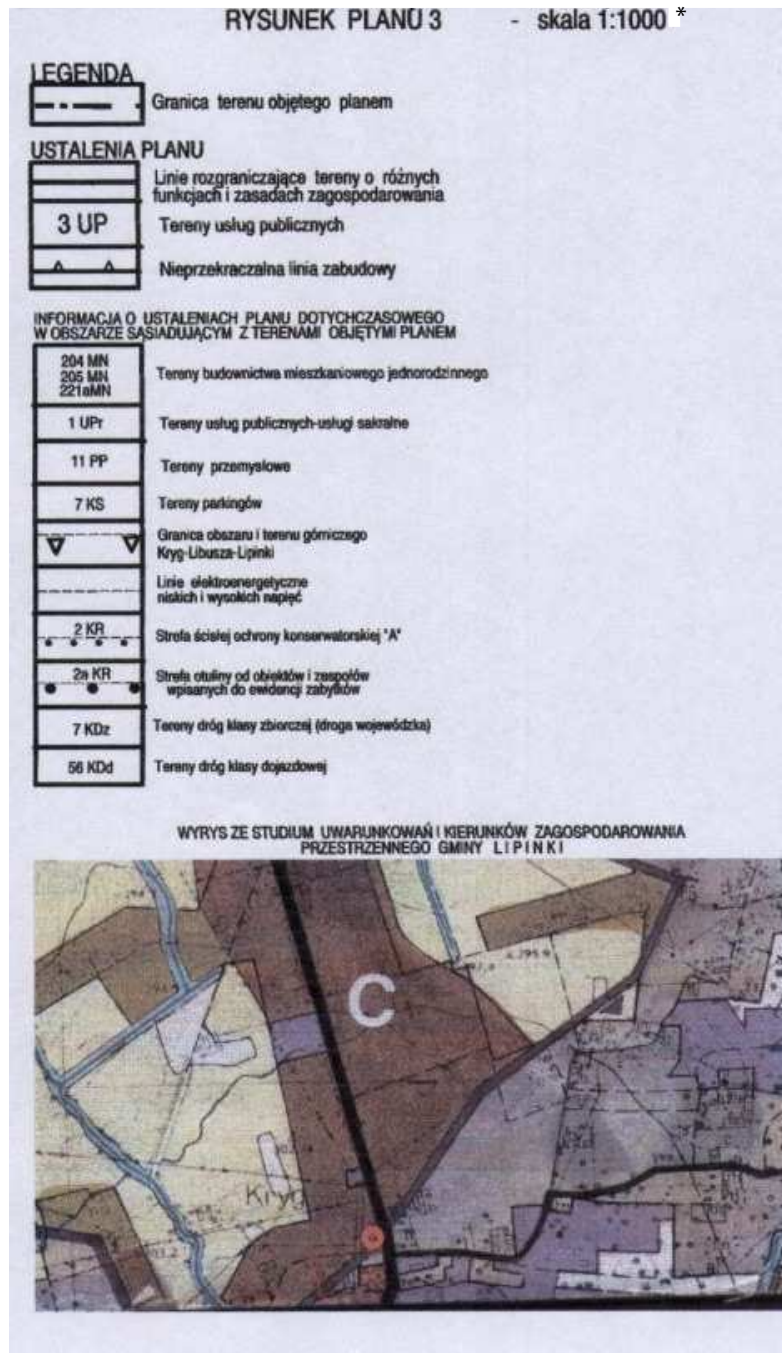 RYSUNEK PLANU 3 - skala 1:1000 *
LEGENDA
Granica terenu objętego planem
USTALENIA PLANU
Linie rozgraniczające tereny o różnych
funkcjach i zasadach zagospodarowania
3 UP Tereny usług publicznych
Nieprzekraczalna linia zabudowy
INFORMACJA O USTALENIACH PLANU DOTYCHCZASOWEGO
W OBSZARZE SĄSIADUJĄCYM Z TERENAMI OBJĘTYMI PLANEM
204 MN
205 MN
221aMN
Tereny budownictwa mieszkaniowego jednorodzinnego
1 UPr Tereny usług publicznych-usługi sakralne
11 PP Tereny przemysłowe
7 KS Tereny parkingów
Granica obszaru i terenu górniczego
Kryg-Libusza-Lipinki
Linie elektroenergetyczne
niskich i wysokich napięć
2 KR Strefa ścisłej ochrony konserwatorskiej "A"
2a KR Strefa otuliny od obiektów i zespołów
wpisanych do ewidencji zabytków
7 KDz Tereny dróg klasy zbiorczej (droga wojewódzka)
56 KDd Tereny dróg klasy dojazdowej
WYRYS ZE STUDIUM UWARUNKOWAŃ I KIERUNKÓW ZAGOSPODAROWANIA
PRZESTRZENNEGO GMINY LIPINKI
C
Kryg